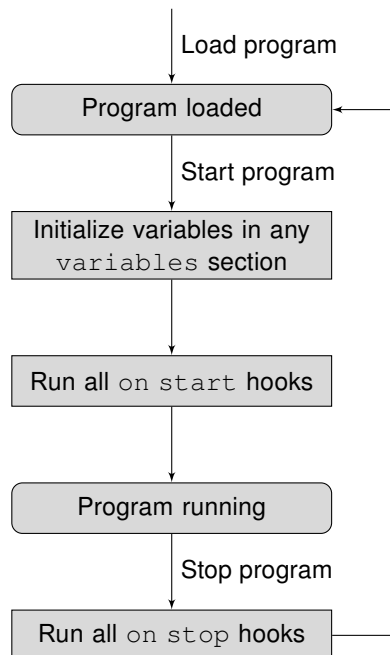 Load program
Program loaded
Start program
Initialize variables in any
variables section
Run all on start hooks
Program running
Stop program
Run all on stop hooks